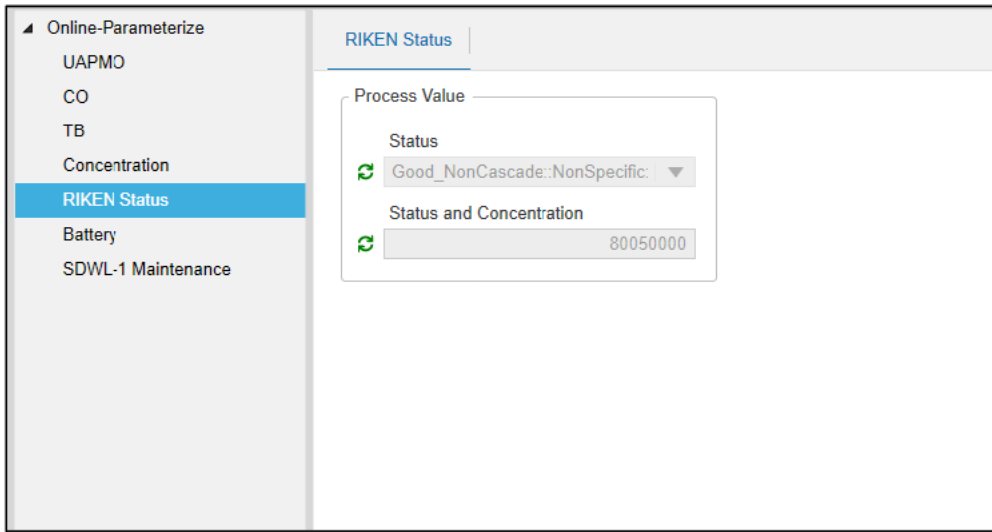 Online-Parameterize
UAPMO
CO
TB
Concentration
RIKEN Status
Battery
SDWL-1 Maintenance
RIKEN Status
Process Value
Status
Good_NonCascade::NonSpecific:
Status and Concentration
80050000